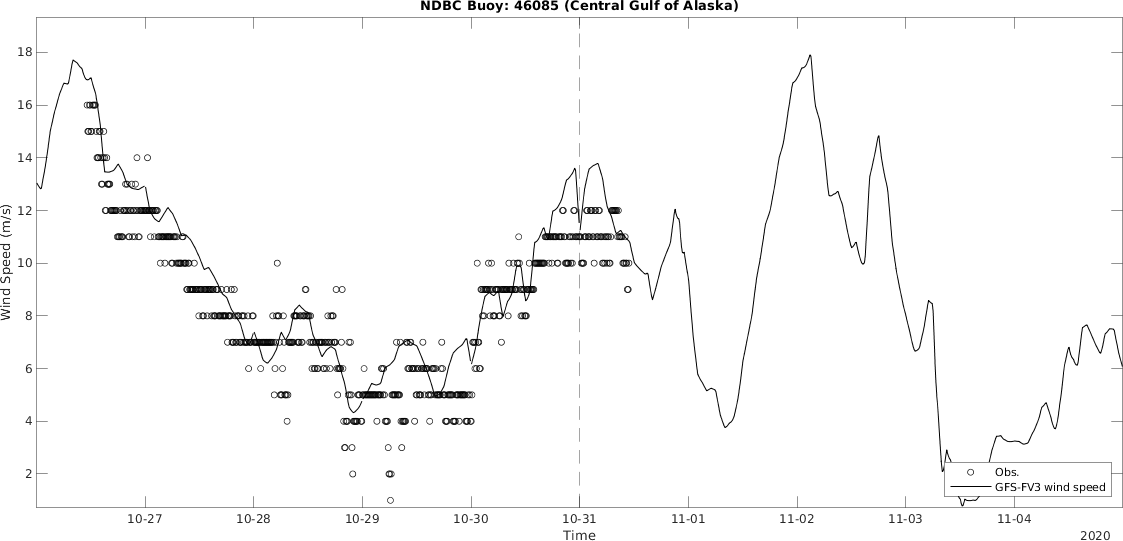 NDBC Buoy: 46085 (Central Gulf of Alaska)
18
16
14
12
10
8
6
4
2
Wind Speed (m/s)
10-27 10-28 10-29 10-30 10-31 11-01 11-02 11-03 11-04
Time
2020
Obs.
GFS-FV3 wind speed